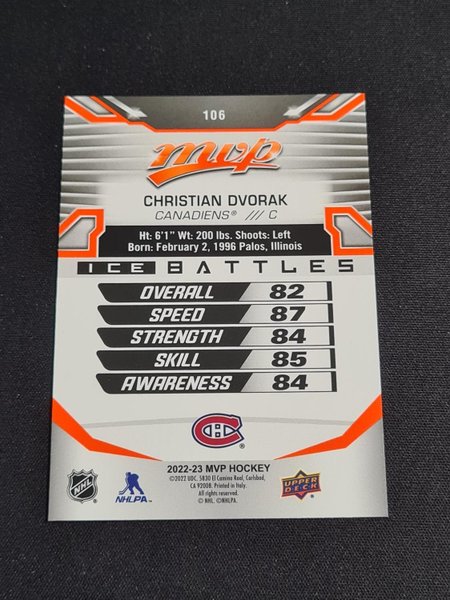 106
mvp
CHRISTIAN DVORAK
CANADIENS® /// C
Ht: 6'1" Wt: 200 lbs. Shoots: Left
Born: February 2, 1996 Palos, Illinois
ICE BATTLES
OVERALL 82
SPEED 87
STRENGTH 84
SKILL 85
AWARENESS 84
CH ®
2022-23 MVP HOCKEY
©2022 UDC. 5830 El Camino Real, Carlsbad,
CA 92008. Printed in Italy.
All rights reserved.
© NHL. ©NHLPA.
NHL
NHLPA
UPPER
DECK